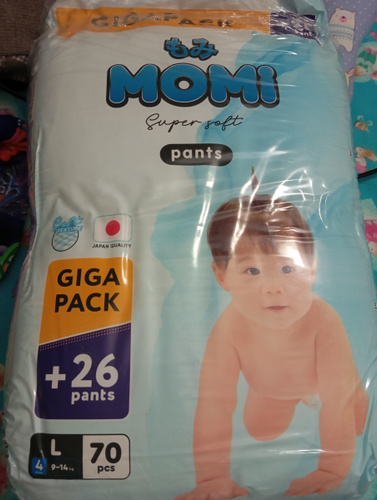 GIGA PACK
もみ
MOMI
Super soft
pants
JAPAN QUALITY
GIGA
PACK
+26
pants
L
4
9-14 kg
70
pcs